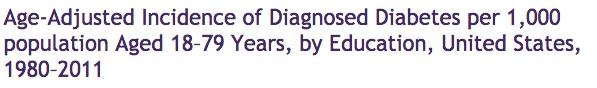 Age-Adjusted Incidence of Diagnosed Diabetes per 1,000
population Aged 18–79 Years, by Education, United States,
1980–2011